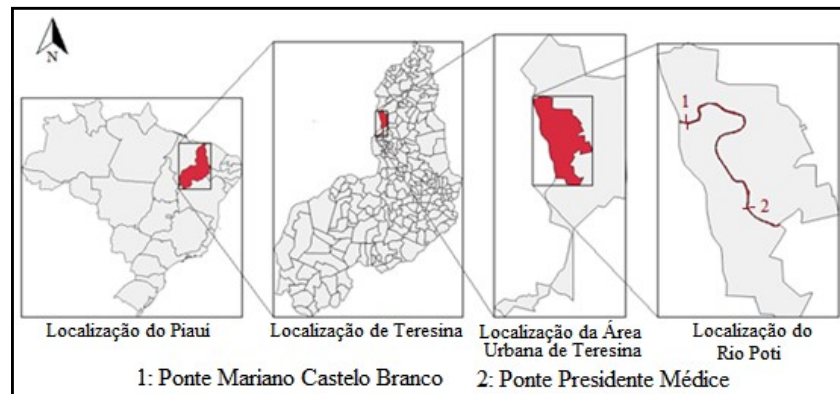 N
1
2
Localização do Piauí
Localização de Teresina
Localização da Área
Urbana de Teresina
Localização do
Rio Poti
1: Ponte Mariano Castelo Branco 2: Ponte Presidente Médice